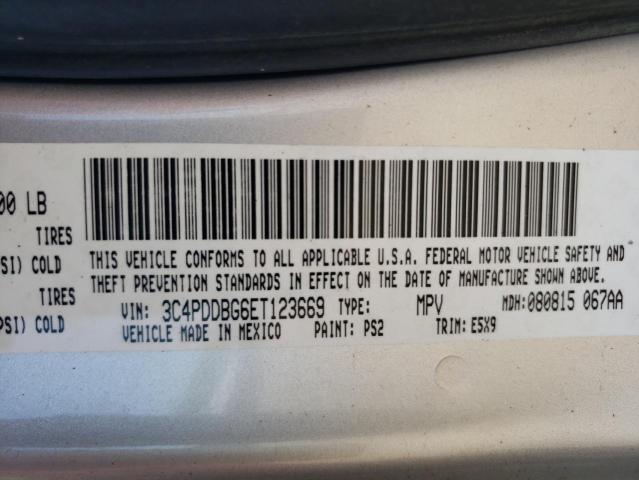 00 LB
TIRES
SI) COLD
PSI) COLD
THIS VEHICLE CONFORMS TO ALL APPLICABLE U.S.A. FEDERAL MOTOR VEHICLE SAFETY AND
THEFT PREVENTION STANDARDS IN EFFECT ON THE DATE OF MANUFACTURE SHOWN ABOVE.
VIN: 3C4PDDBG6ET123669 TYPE: MPV MDH:080815 067AA
VEHICLE MADE IN MEXICO PAINT: PS2 TRIM: E5X9
TIRES